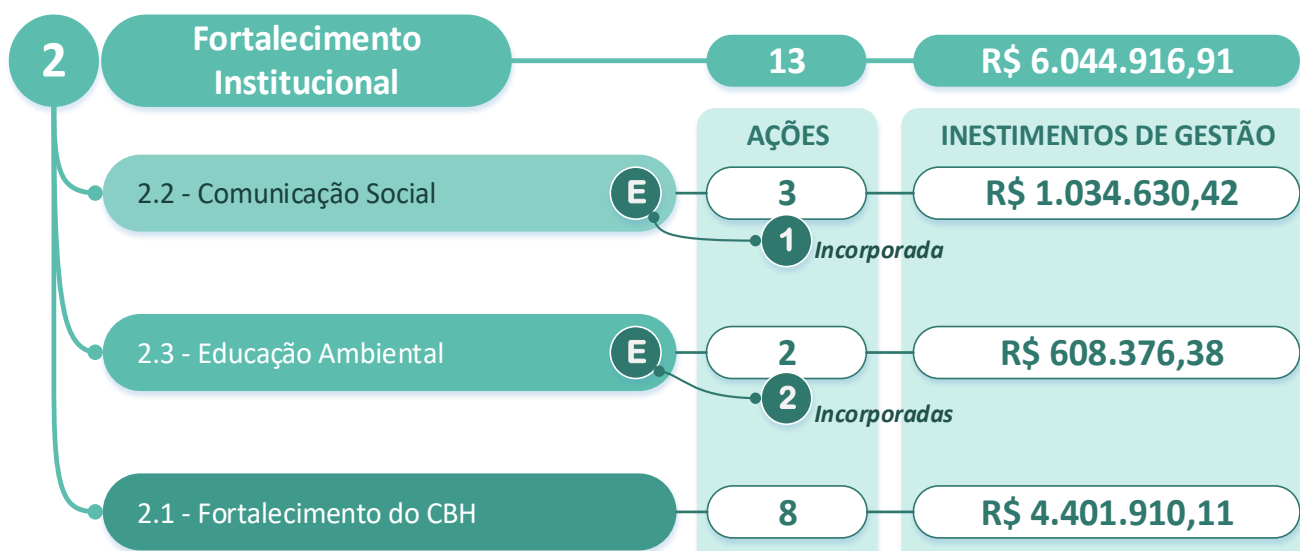 2
Fortalecimento
Institucional
13
R$ 6.044.916,91
AÇÕES
INESTIMENTOS DE GESTÃO
2.2 - Comunicação Social
E
3
R$ 1.034.630,42
1
Incorporada
2.3 - Educação Ambiental
E
2
R$ 608.376,38
2
Incorporadas
2.1 - Fortalecimento do CBH
8
R$ 4.401.910,11